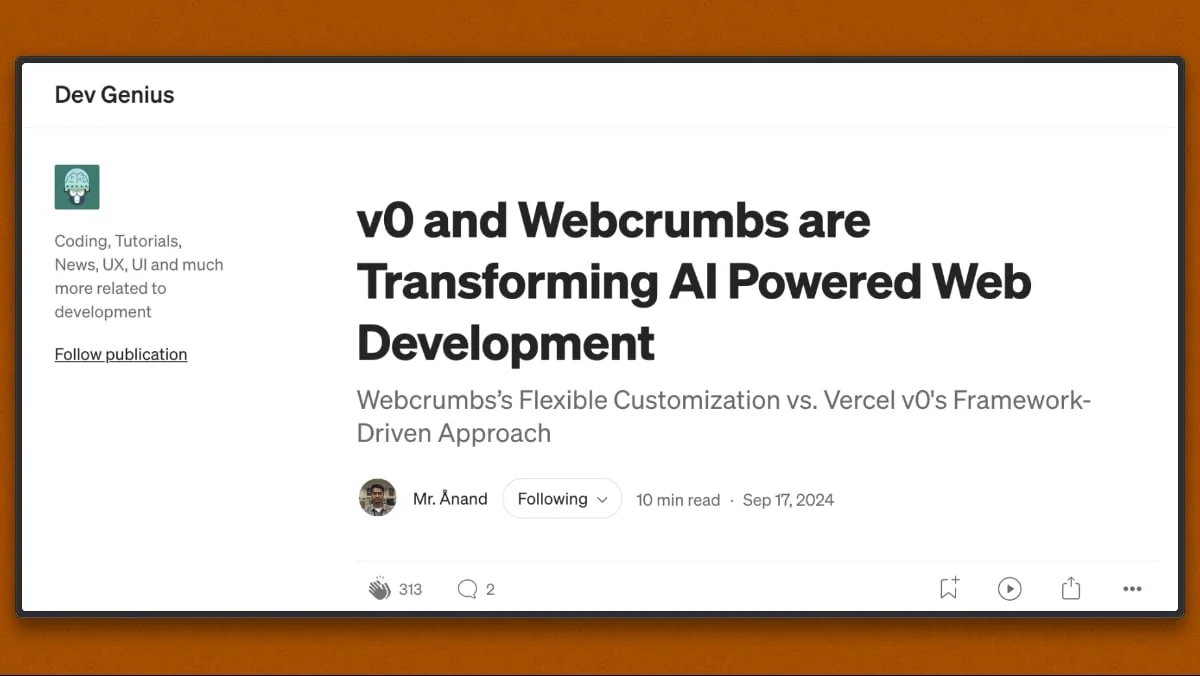 Dev Genius
Coding, Tutorials,
News, UX, UI and much
more related to
development
Follow publication
v0 and Webcrumbs are
Transforming AI Powered Web
Development
Webcrumbs’s Flexible Customization vs. Vercel v0's Framework-
Driven Approach
Mr. Ånand Following 10 min read · Sep 17, 2024
313 2